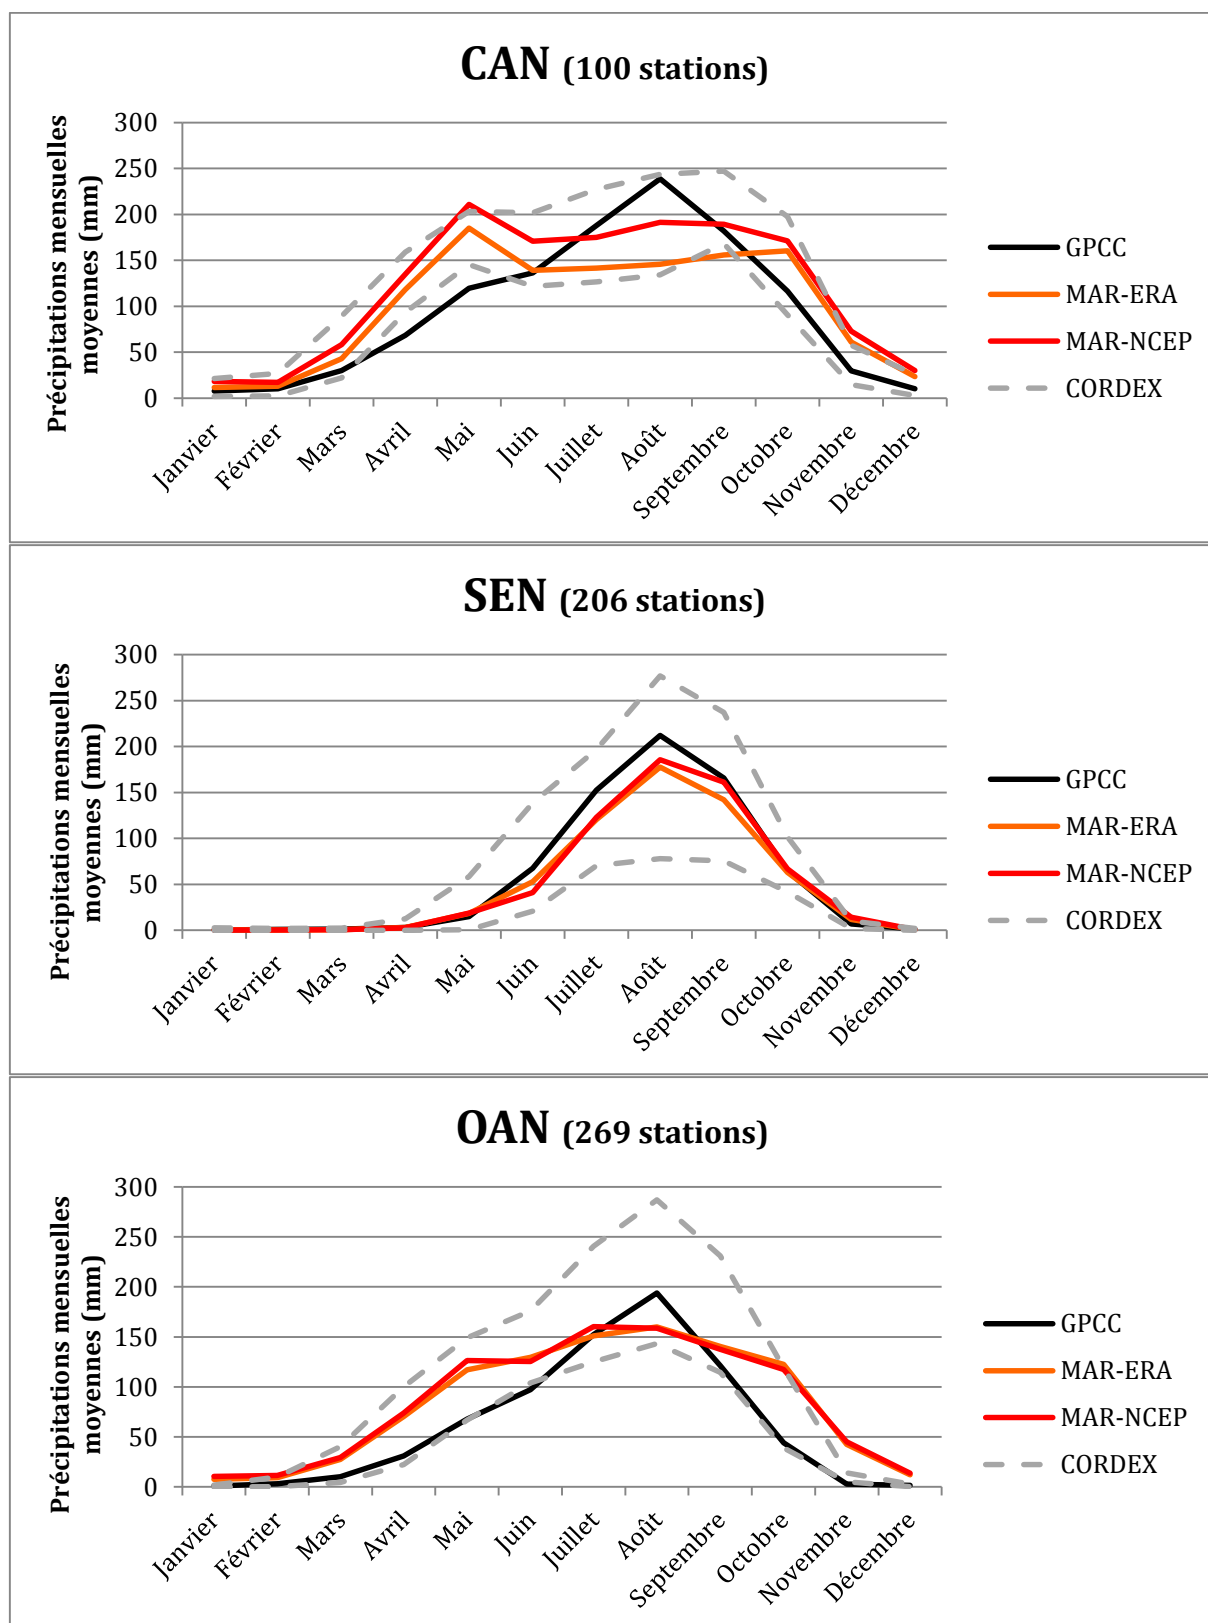 CAN (100 stations)
Précipitations mensuelles
moyennes (mm)
300
250
200
150
100
50
0
Janvier
Février
Mars
Avril
Mai
Juin
Juillet
Août
Septembre
Octobre
Novembre
Décembre
GPCC
MAR-ERA
MAR-NCEP
CORDEX
SEN (206 stations)
Précipitations mensuelles
moyennes (mm)
300
250
200
150
100
50
0
Janvier
Février
Mars
Avril
Mai
Juin
Juillet
Août
Septembre
Octobre
Novembre
Décembre
GPCC
MAR-ERA
MAR-NCEP
CORDEX
OAN (269 stations)
Précipitations mensuelles
moyennes (mm)
300
250
200
150
100
50
0
Janvier
Février
Mars
Avril
Mai
Juin
Juillet
Août
Septembre
Octobre
Novembre
Décembre
GPCC
MAR-ERA
MAR-NCEP
CORDEX